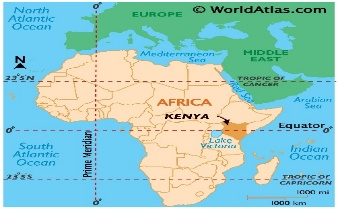 North
Atlantic
Ocean
EUROPE
© WorldAtlas.com
Mediterranean
Sea
MIDDLE
EAST
N
23°5N
TROPIC OF
CANCER
Arabian
Sea
AFRICA
KENYA
Equator
0°
0°
Lake
Victoria
Prime Meridian
South
Atlantic
Ocean
Indian
Ocean
23°5S
TROPIC OF
CAPRICORN
1000 mi
1000 km